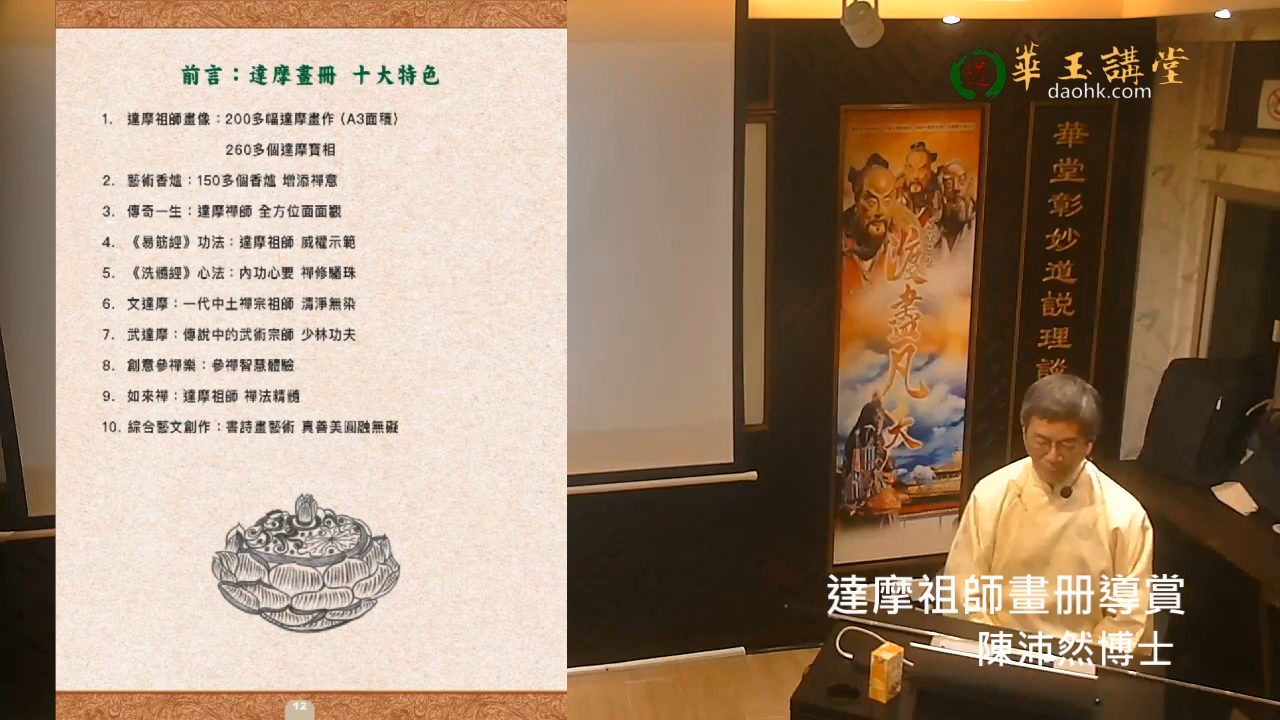 前言：達摩畫冊 十大特色
1. 達摩祖師畫像：200多幅達摩畫作（A3面積）
260多個達摩寶相
2. 藝術香爐：150多個香爐 增添禪意
3. 傳奇一生：達摩禪師 全方位面面觀
4. 《易筋經》功法：達摩祖師 威權示範
5. 《洗髓經》心法：內功心要 禪修驪珠
6. 文達摩：一代中土禪宗祖師 清淨無染
7. 武達摩：傳說中的武術宗師 少林功夫
8. 創意參禪樂：參禪智慧體驗
9. 如來禪：達摩祖師 禪法精髓
10. 綜合藝文創作：書詩畫藝術 真善美圓融無礙
12
道 華玉講堂
daohk.com
渡盡凡人
華堂彰妙道説理談
達摩祖師畫册導賞
陳沛然博士